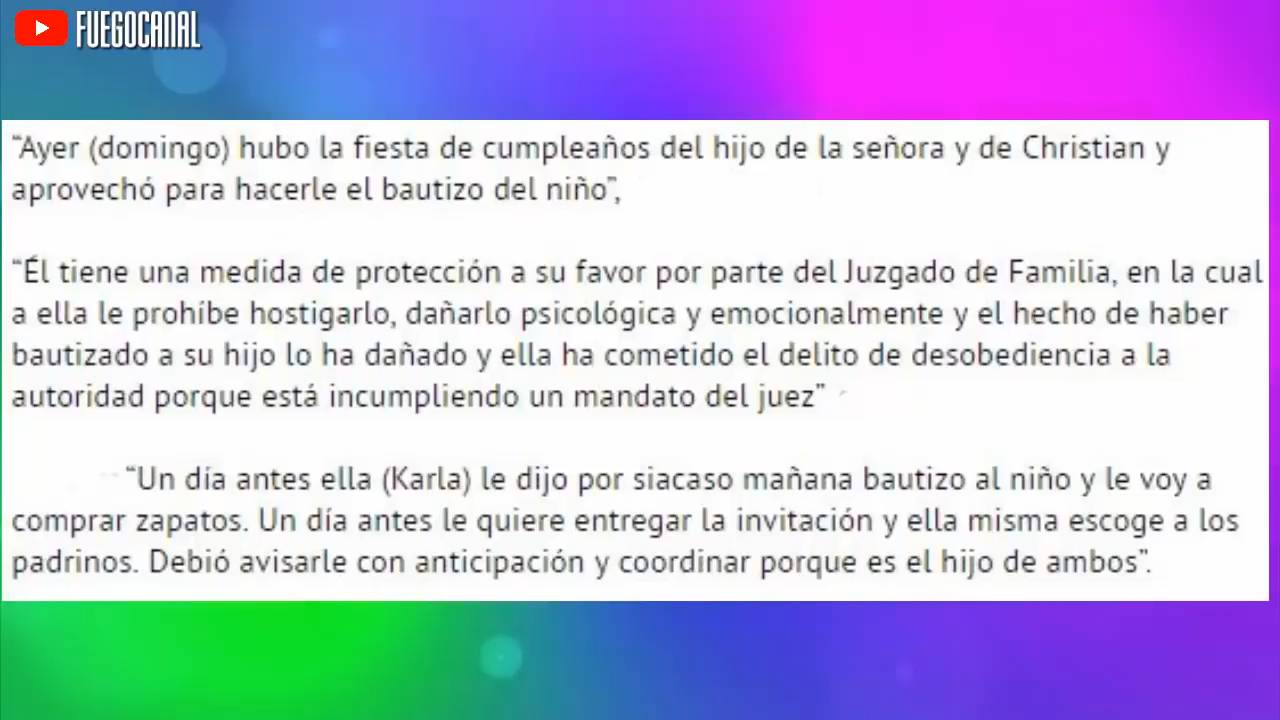 FUEGOCANAL
“Ayer (domingo) hubo la fiesta de cumpleaños del hijo de la señora y de Christian y
aprovechó para hacerle el bautizo del niño”,
“Él tiene una medida de protección a su favor por parte del Juzgado de Familia, en la cual
a ella le prohíbe hostigarlo, dañarlo psicológica y emocionalmente y el hecho de haber
bautizado a su hijo lo ha dañado y ella ha cometido el delito de desobediencia a la
autoridad porque está incumpliendo un mandato del juez”
“Un día antes ella (Karla) le dijo por siacaso mañana bautizo al niño y le voy a
comprar zapatos. Un día antes le quiere entregar la invitación y ella misma escoge a los
padrinos. Debió avisarle con anticipación y coordinar porque es el hijo de ambos”.